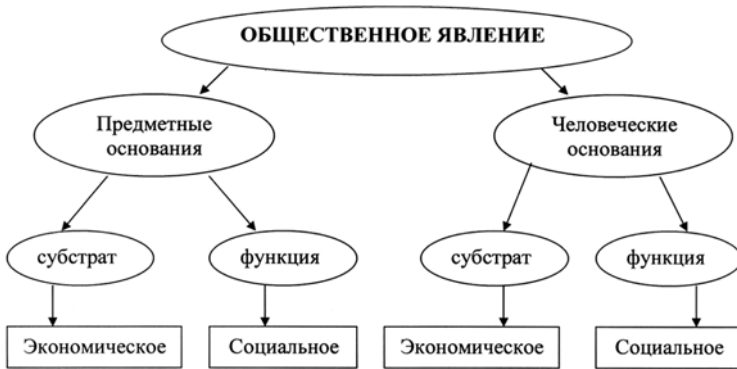 ОБЩЕСТВЕННОЕ ЯВЛЕНИЕ
Предметные
основания
Человеческие
основания
субстрат
функция
субстрат
функция
Экономическое
Социальное
Экономическое
Социальное